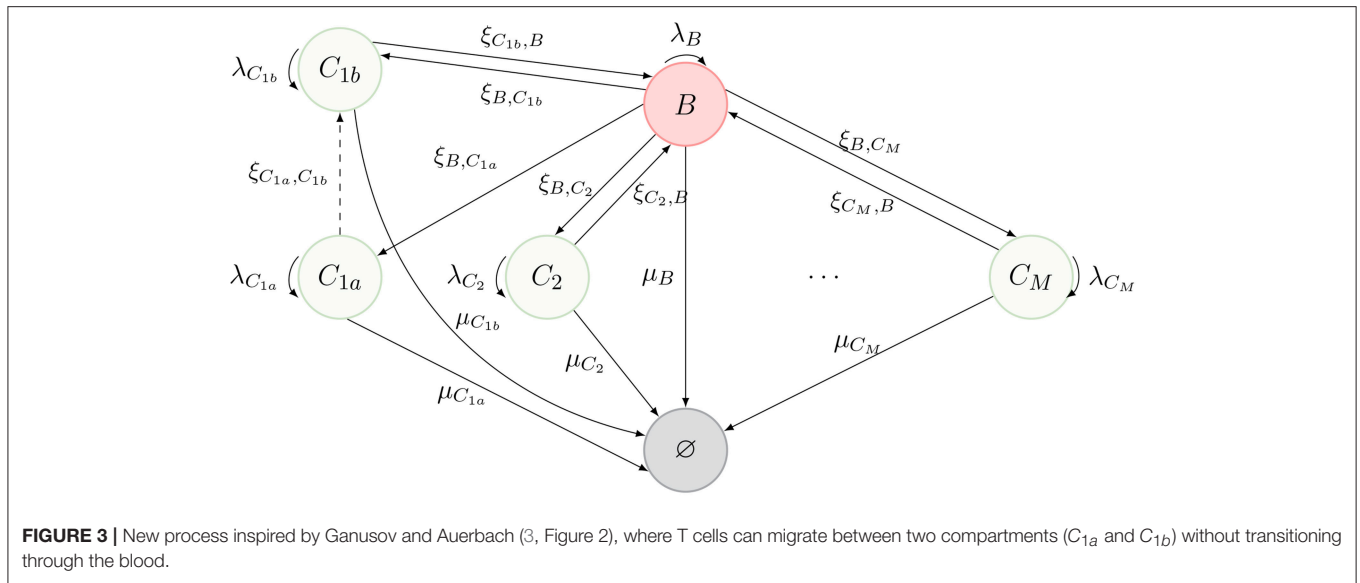 ξ_{C_{1b},B}
λ_B
λ_{C_{1b}}
C_{1b}
B
ξ_{B,C_{1b}}
ξ_{B,C_M}
ξ_{B,C_{1a}}
ξ_{C_{1a},C_{1b}}
ξ_{B,C_2}
ξ_{C_2,B}
ξ_{C_M,B}
λ_{C_{1a}}
C_{1a}
λ_{C_2}
C_2
μ_B
...
C_M
λ_{C_M}
μ_{C_{1b}}
μ_{C_2}
μ_{C_M}
μ_{C_{1a}}
∅
FIGURE 3 | New process inspired by Ganusov and Auerbach (3, Figure 2), where T cells can migrate between two compartments (C_{1a} and C_{1b}) without transitioning
through the blood.